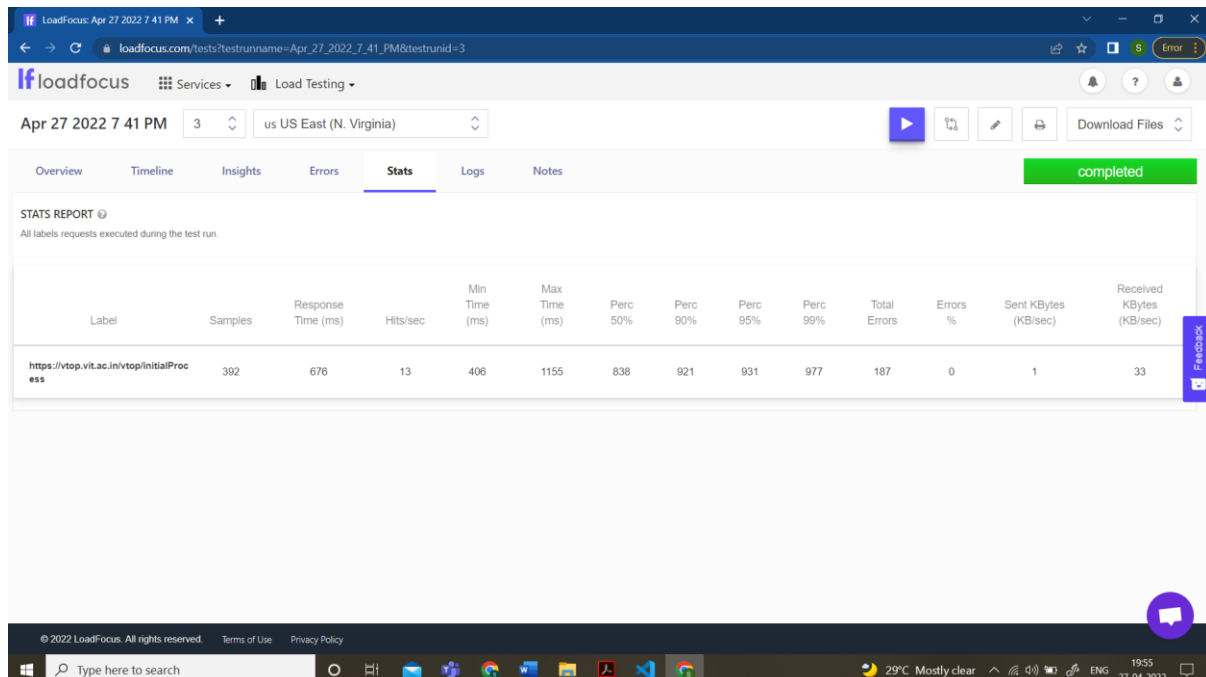 LoadFocus: Apr 27 2022 7 41 PM
loadfocus.com/tests?testrunname=Apr_27_2022_7_41_PM&testrunid=3
S Error
lf loadfocus Services Load Testing ?
Apr 27 2022 7 41 PM 3 us US East (N. Virginia) Download Files
Overview Timeline Insights Errors Stats Logs Notes completed
STATS REPORT
All labels requests executed during the test run.
Label Samples Response Time (ms) Hits/sec Min Time (ms) Max Time (ms) Perc 50% Perc 90% Perc 95% Perc 99% Total Errors Errors % Sent KBytes (KB/sec) Received KBytes (KB/sec)
https://vtop.vit.ac.in/vtop/initialProc
ess
392 676 13 406 1155 838 921 931 977 187 0 1 33
Feedback
© 2022 LoadFocus. All rights reserved. Terms of Use Privacy Policy
Type here to search 29°C Mostly clear ENG 19:55
27-04-2022